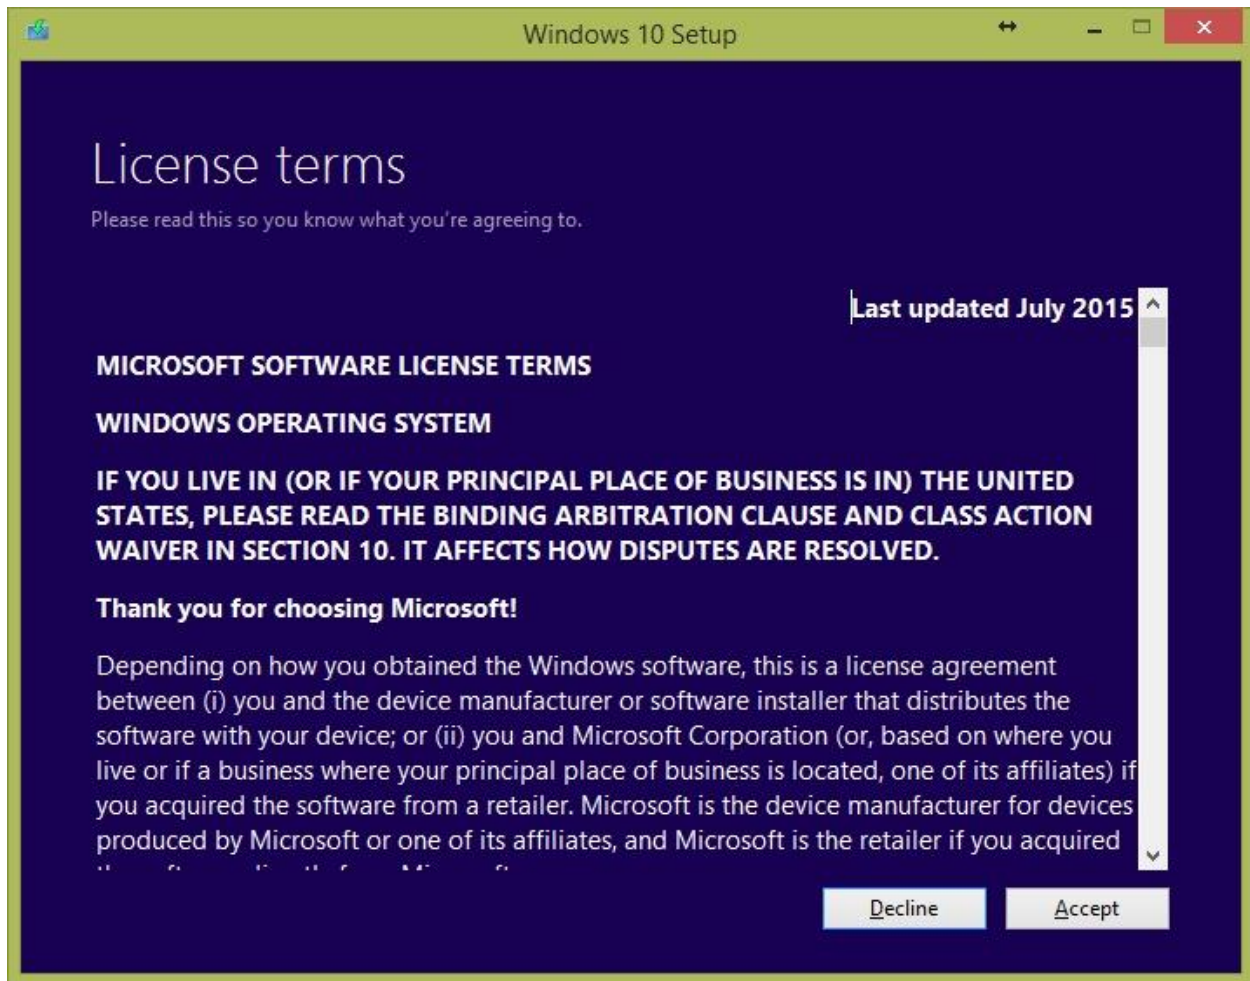 Windows 10 Setup
License terms
Please read this so you know what you're agreeing to.
Last updated July 2015
MICROSOFT SOFTWARE LICENSE TERMS
WINDOWS OPERATING SYSTEM
IF YOU LIVE IN (OR IF YOUR PRINCIPAL PLACE OF BUSINESS IS IN) THE UNITED
STATES, PLEASE READ THE BINDING ARBITRATION CLAUSE AND CLASS ACTION
WAIVER IN SECTION 10. IT AFFECTS HOW DISPUTES ARE RESOLVED.
Thank you for choosing Microsoft!
Depending on how you obtained the Windows software, this is a license agreement
between (i) you and the device manufacturer or software installer that distributes the
software with your device; or (ii) you and Microsoft Corporation (or, based on where you
live or if a business where your principal place of business is located, one of its affiliates) if
you acquired the software from a retailer. Microsoft is the device manufacturer for devices
produced by Microsoft or one of its affiliates, and Microsoft is the retailer if you acquired
Decline
Accept